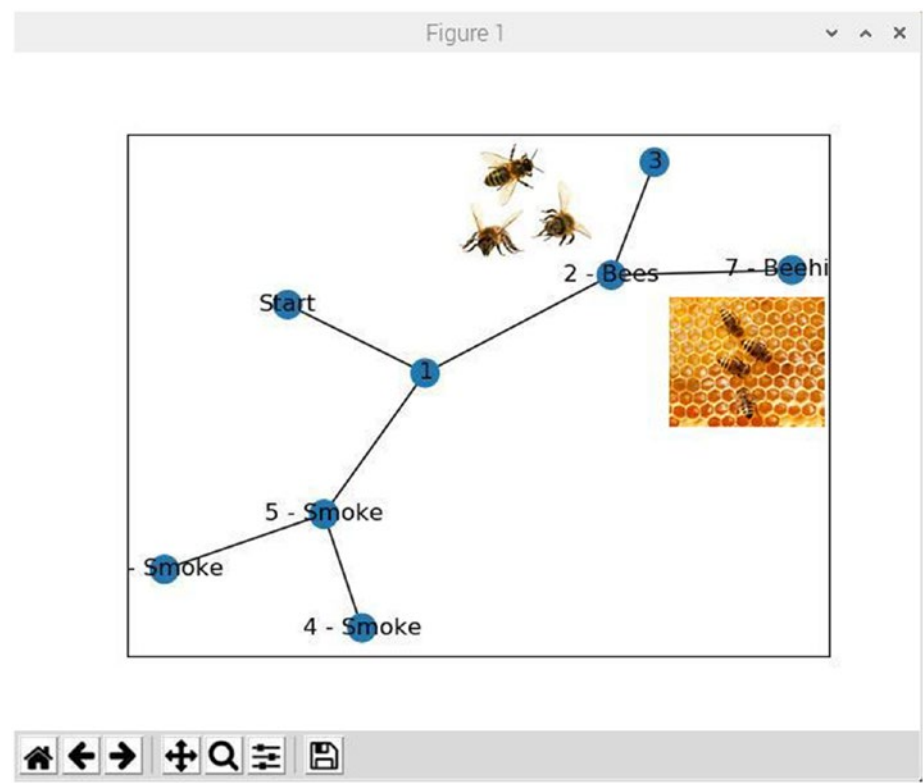 Figure 1
3
2 - Bees
7 - Beehi
Start
1
5 - Smoke
- Smoke
4 - Smoke